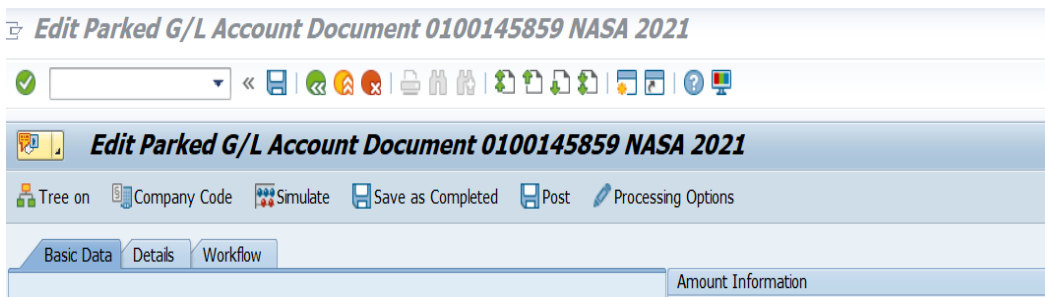 Edit Parked G/L Account Document 0100145859 NASA 2021
Edit Parked G/L Account Document 0100145859 NASA 2021
Tree on Company Code Simulate Save as Completed Post Processing Options
Basic Data Details Workflow
Amount Information